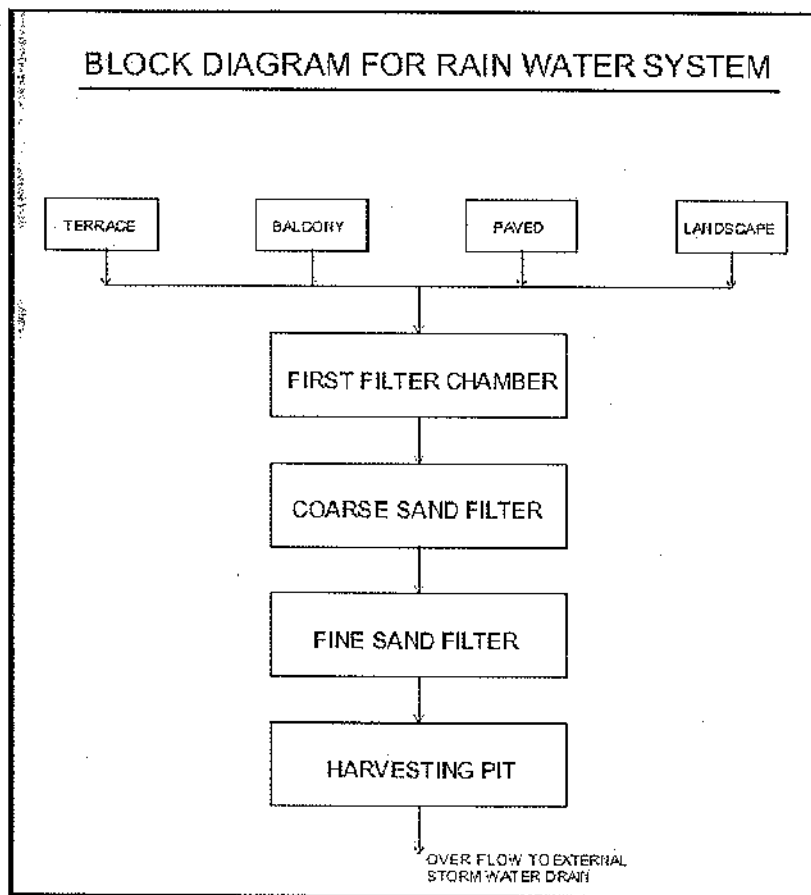 BLOCK DIAGRAM FOR RAIN WATER SYSTEM
TERRACE
BALCONY
PAVED
LANDSCAPE
FIRST FILTER CHAMBER
COARSE SAND FILTER
FINE SAND FILTER
HARVESTING PIT
OVER FLOW TO EXTERNAL
STORM WATER DRAIN